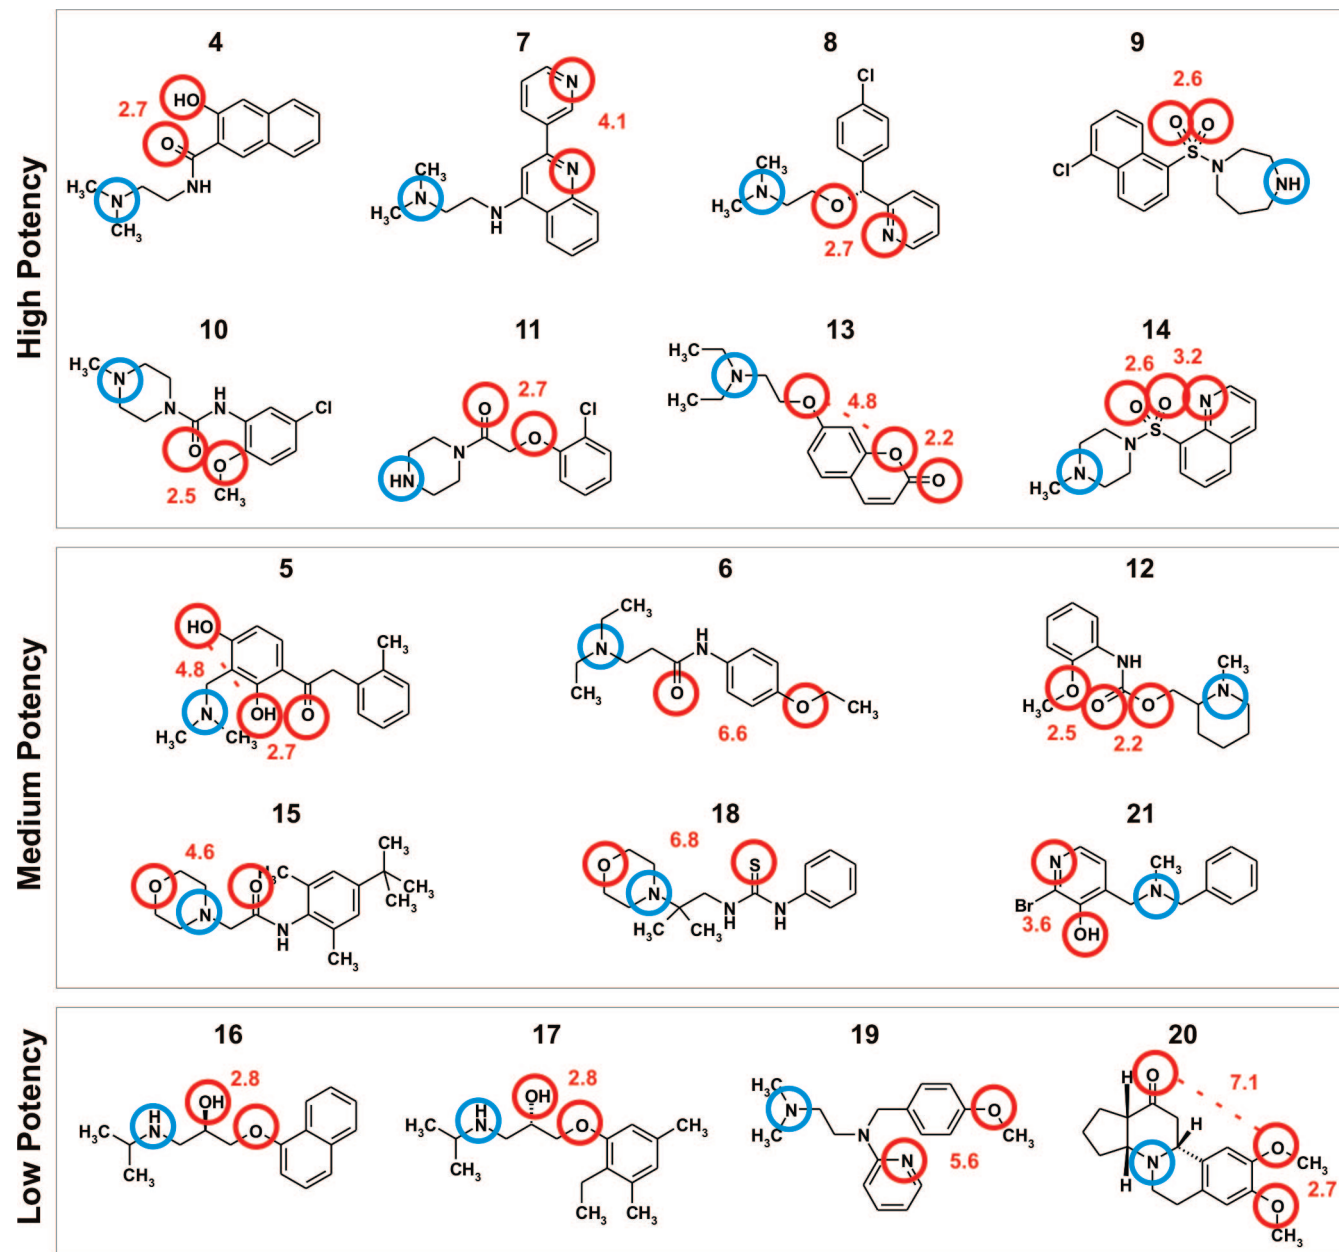 High Potency
4
7
8
9
HO
2.7
O
NH
H₃C
N
CH₃
N
4.1
N
CH₃
N
H₃C
N
H
Cl
CH₃
N
H₃C
O
N
2.7
2.6
O
O
S
N
Cl
NH
10
11
13
14
H₃C
N
N
H
N
Cl
O
O
CH₃
2.5
2.7
O
Cl
O
N
HN
H₃C
N
H₃C
O
4.8
O
2.2
O
2.6
3.2
O
O
N
N
S
N
H₃C
Medium Potency
5
6
12
HO
CH₃
4.8
N
OH
O
H₃C
CH₃
2.7
CH₃
N
H
N
CH₃
O
O
CH₃
6.6
NH
CH₃
N
O
O
O
H₃C
2.5
2.2
15
18
21
4.6
O
O
H₃C
N
N
H
CH₃
CH₃
CH₃
H₃C
CH₃
6.8
O
S
N
N
H
N
H
H₃C
CH₃
N
CH₃
Br
N
3.6
OH
Low Potency
16
17
19
20
2.8
OH
H
N
O
H₃C
CH₃
2.8
OH
H
N
O
CH₃
H₃C
CH₃
CH₃
CH₃
H₃C
N
H₃C
O
CH₃
N
N
5.6
H
O
7.1
H
N
H
O
CH₃
2.7
O
CH₃